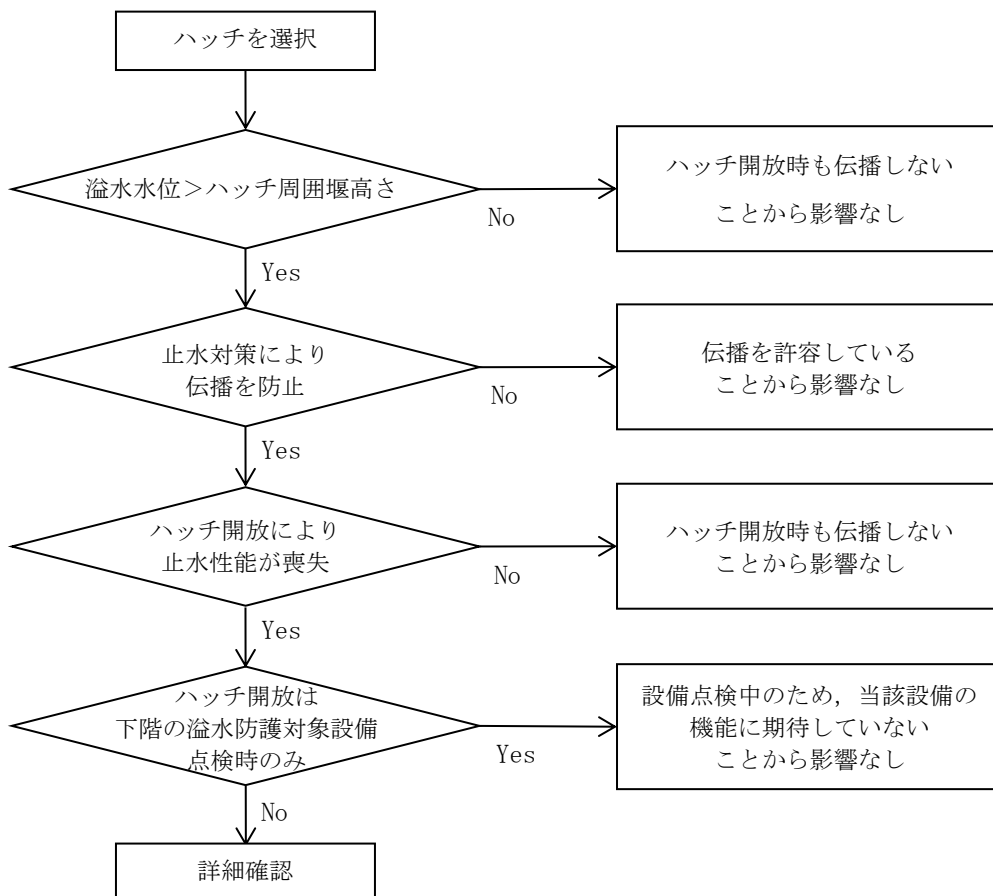 ハッチを選択
溢水水位＞ハッチ周囲堰高さ
No
ハッチ開放時も伝播しない
ことから影響なし
Yes
止水対策により
伝播を防止
No
伝播を許容している
ことから影響なし
Yes
ハッチ開放により
止水性能が喪失
No
ハッチ開放時も伝播しない
ことから影響なし
Yes
ハッチ開放は
下階の溢水防護対象設備
点検時のみ
Yes
設備点検中のため，当該設備の
機能に期待していない
ことから影響なし
No
詳細確認